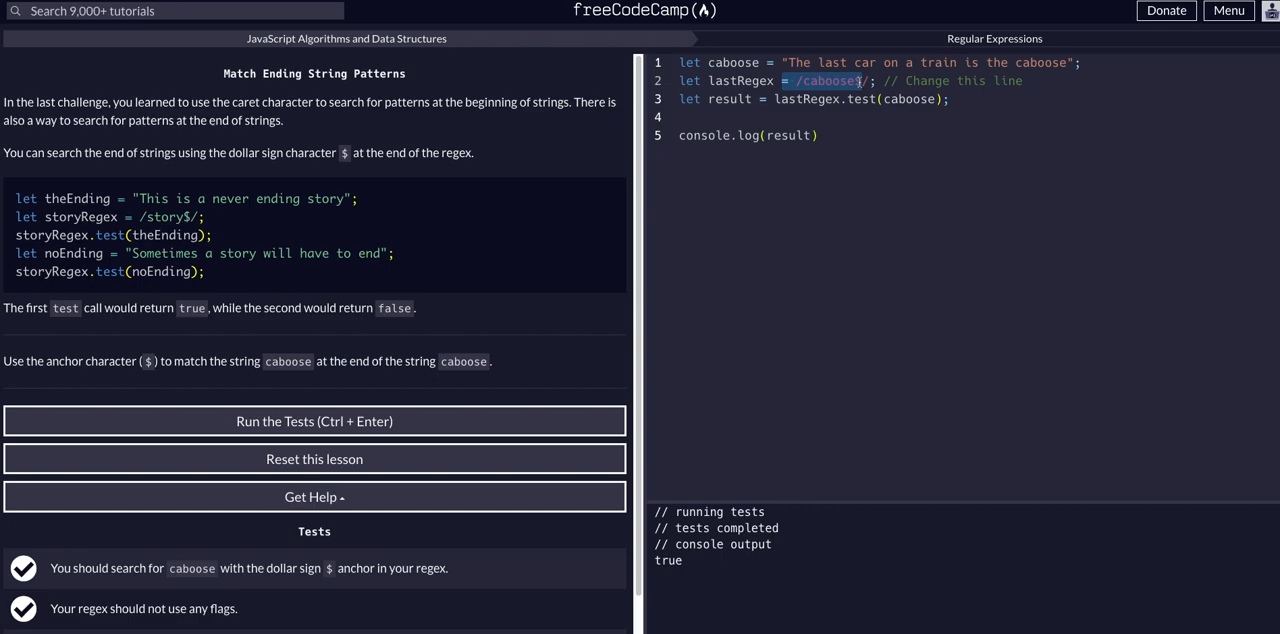 Search 9,000+ tutorials
freeCodeCamp
Donate
Menu
JavaScript Algorithms and Data Structures
Regular Expressions
Match Ending String Patterns
In the last challenge, you learned to use the caret character to search for patterns at the beginning of strings. There is
also a way to search for patterns at the end of strings.
You can search the end of strings using the dollar sign character $ at the end of the regex.
let theEnding = "This is a never ending story";
let storyRegex = /story$/;
storyRegex.test(theEnding);
let noEnding = "Sometimes a story will have to end";
storyRegex.test(noEnding);
The first test call would return true, while the second would return false.
Use the anchor character ($) to match the string caboose at the end of the string caboose.
Run the Tests (Ctrl + Enter)
Reset this lesson
Get Help
Tests
You should search for caboose with the dollar sign $ anchor in your regex.
Your regex should not use any flags.
1 let caboose = "The last car on a train is the caboose";
2 let lastRegex = /caboose$/; // Change this line
3 let result = lastRegex.test(caboose);
4
5 console.log(result)
// running tests
// tests completed
// console output
true